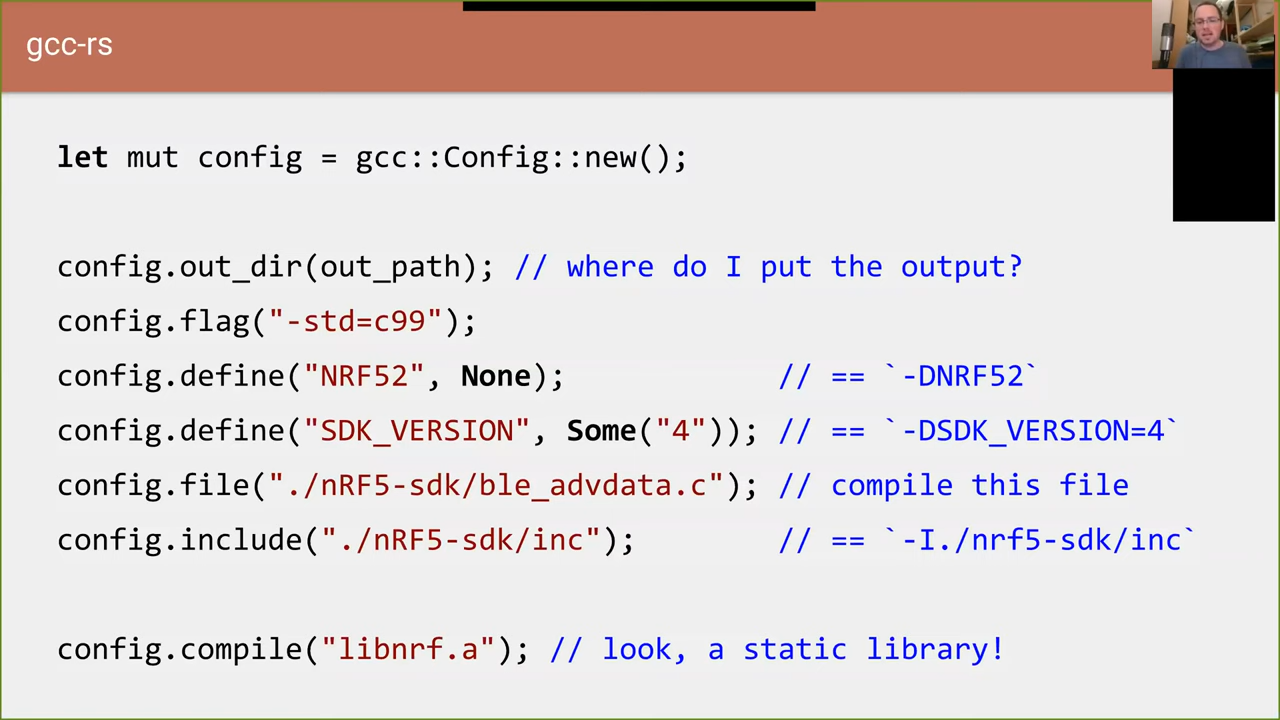 gcc-rs
let mut config = gcc::Config::new();
config.out_dir(out_path); // where do I put the output?
config.flag("-std=c99");
config.define("NRF52", None); // == `-DNRF52`
config.define("SDK_VERSION", Some("4")); // == `-DSDK_VERSION=4`
config.file("./nRF5-sdk/ble_advdata.c"); // compile this file
config.include("./nRF5-sdk/inc"); // == `-I./nrf5-sdk/inc`
config.compile("libnrf.a"); // look, a static library!